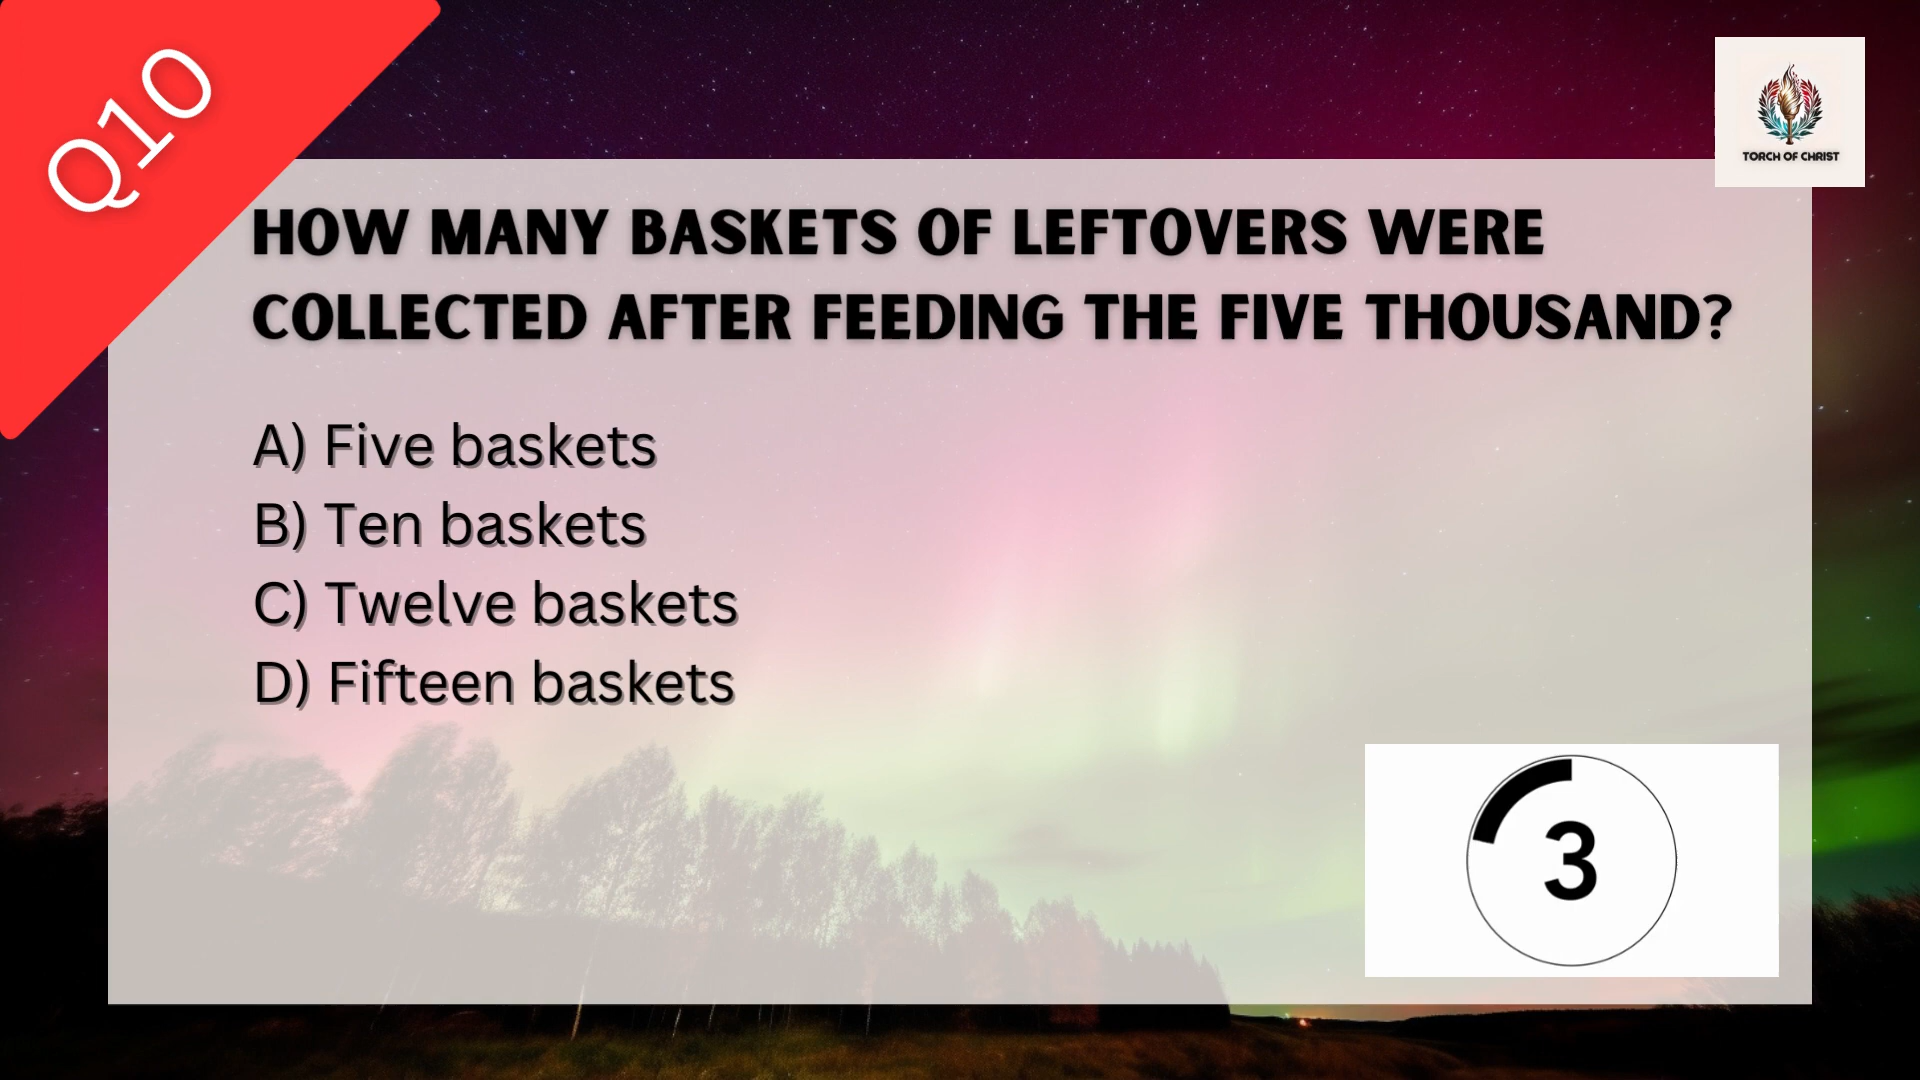 Q10
TORCH OF CHRIST
HOW MANY BASKETS OF LEFTOVERS WERE
COLLECTED AFTER FEEDING THE FIVE THOUSAND?
A) Five baskets
B) Ten baskets
C) Twelve baskets
D) Fifteen baskets
3